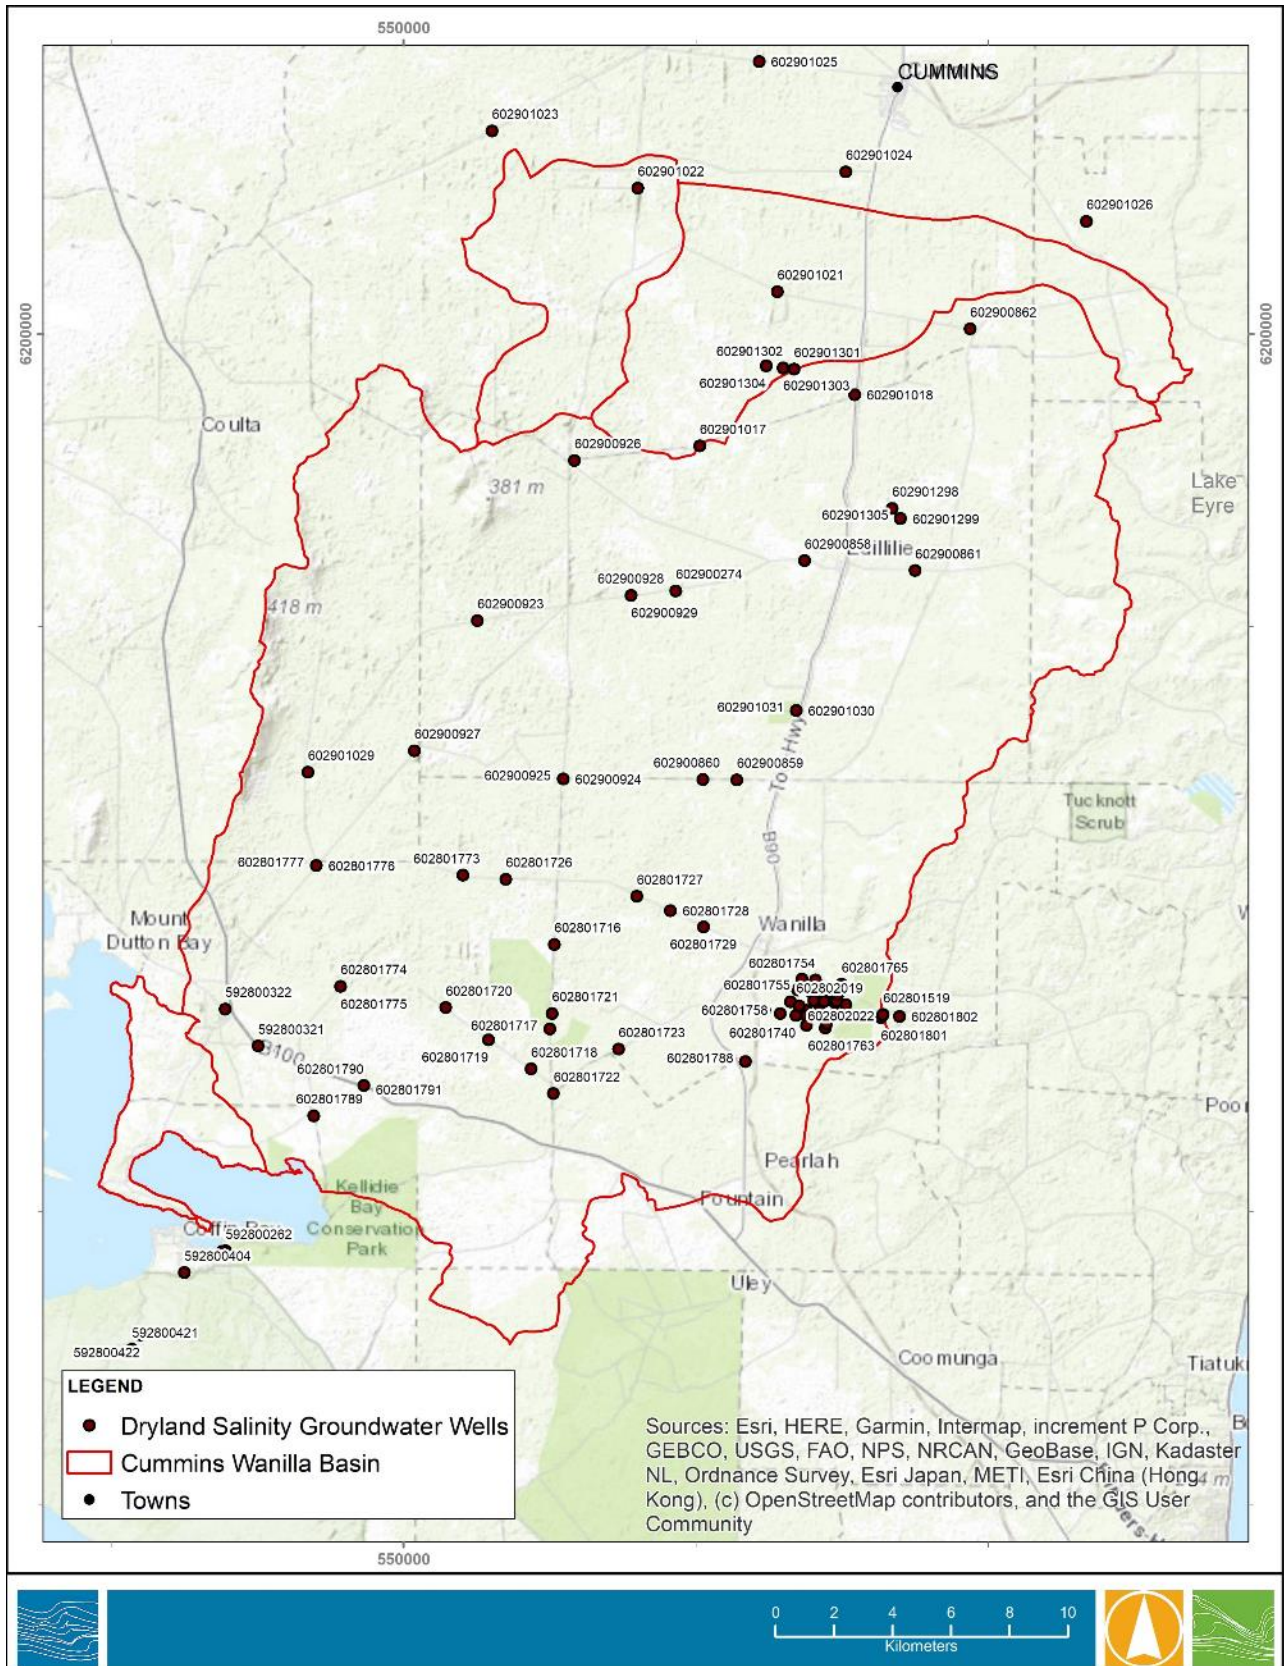 550000
602901025
CUMMINS
602901023
602901024
602901022
602901026
602901021
6200000
6200000
602900862
602901302
602901301
602901304
602901303
602901018
Coulta
602901017
602900926
381 m
Lake
Eyre
602901298
602901305
602901299
602900858
602900861
602900928
602900274
418 m
602900923
602900929
602901031
602901030
To
Hwy
602900927
602901029
602900925
602900924
602900860
602900859
Tucknott
Scrub
B90
602801777
602801776
602801773
602801726
602801727
602801728
Mount
Dutton Bay
602801716
602801729
Wanilla
602801774
602801754
602801765
602801775
602801720
602801721
602801755
602802019
602801519
592800322
602801717
602801758
602802022
602801802
592800321
602801719
602801718
602801723
602801740
602801763
602801801
B100
602801790
602801791
602801722
602801788
602801789
Pearlah
Kellidie
Bay
Conservation
Park
Fountain
592800262
592800404
Uley
592800421
592800422
Coomunga
LEGEND
Dryland Salinity Groundwater Wells
Cummins Wanilla Basin
Towns
Sources: Esri, HERE, Garmin, Intermap, increment P Corp.,
GEBCO, USGS, FAO, NPS, NRCAN, GeoBase, IGN, Kadaster
NL, Ordnance Survey, Esri Japan, METI, Esri China (Hong
Kong), (c) OpenStreetMap contributors, and the GIS User
Community
550000
0 2 4 6 8 10
Kilometers